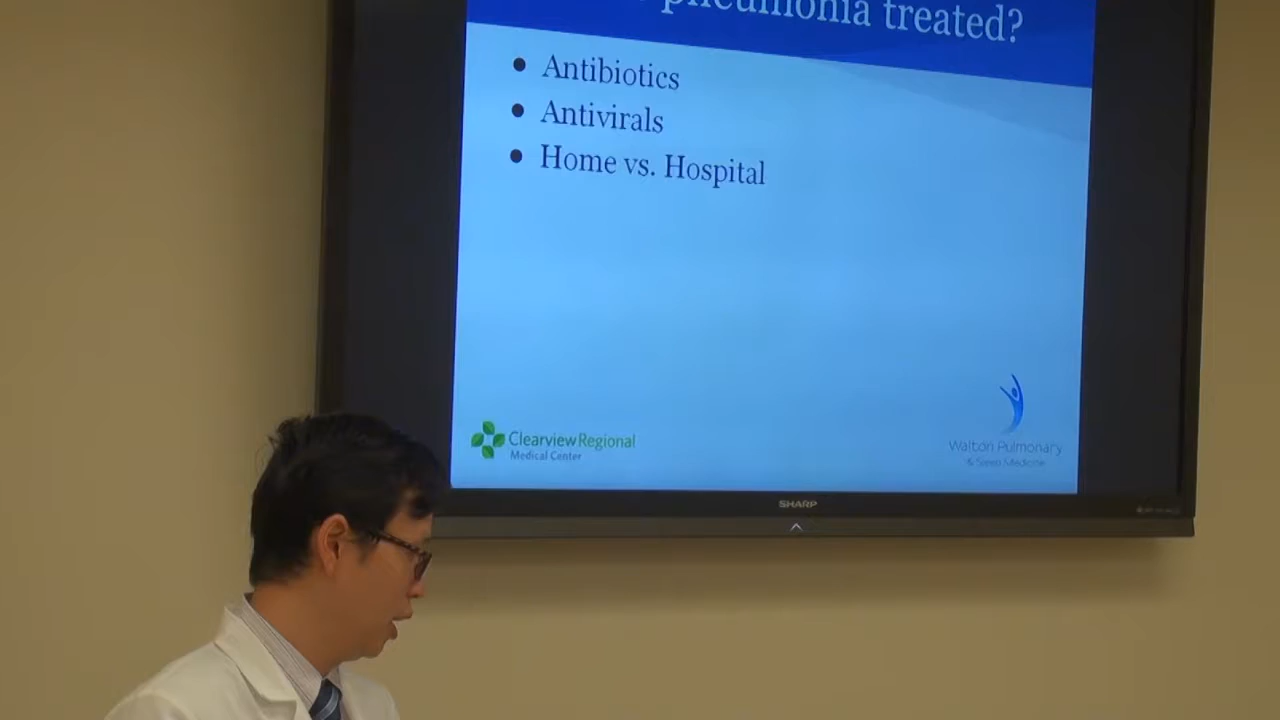 pneumonia treated?
• Antibiotics
• Antivirals
• Home vs. Hospital
Clearview Regional
Medical Center
Walton Pulmonary
& Sleep Medicine
SHARP